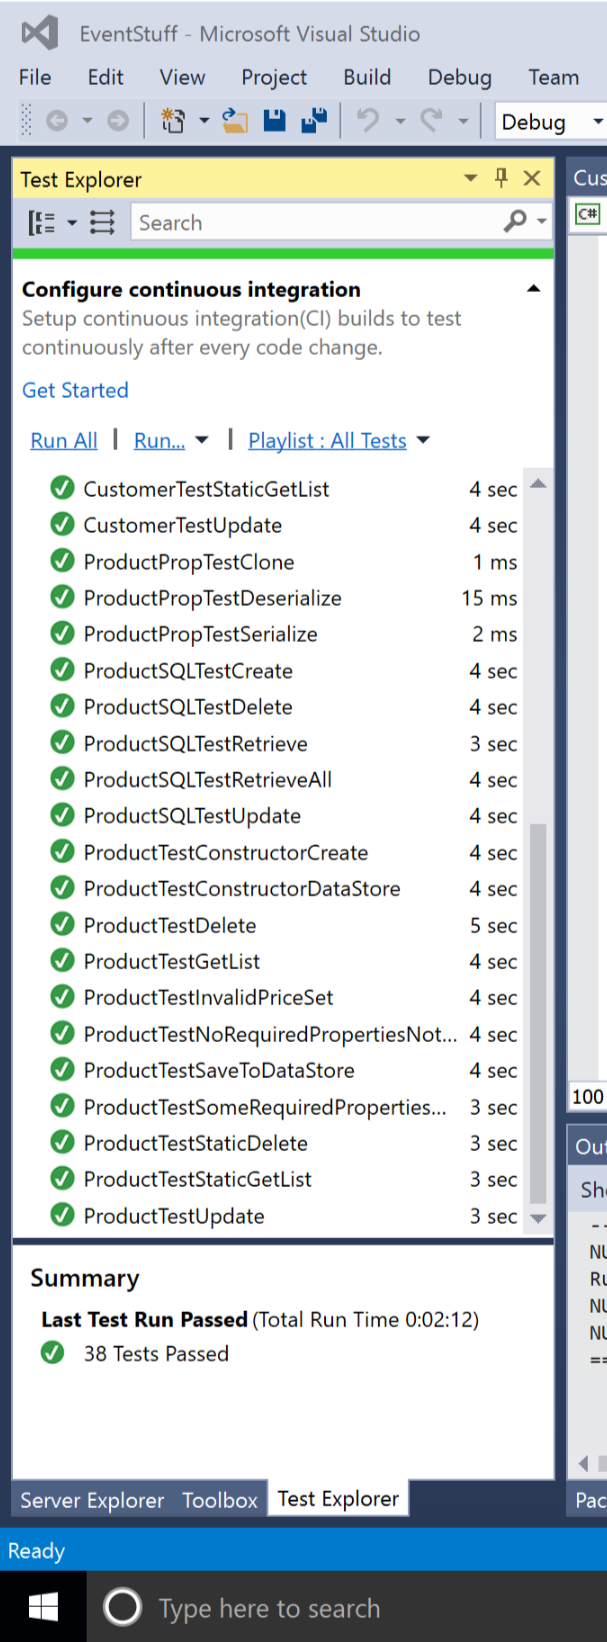 EventStuff - Microsoft Visual Studio
File Edit View Project Build Debug Team
Debug
Test Explorer
Cus
Search
C#
Configure continuous integration
Setup continuous integration(CI) builds to test
continuously after every code change.
Get Started
Run All | Run... | Playlist : All Tests
CustomerTestStaticGetList 4 sec
CustomerTestUpdate 4 sec
ProductPropTestClone 1 ms
ProductPropTestDeserialize 15 ms
ProductPropTestSerialize 2 ms
ProductSQLTestCreate 4 sec
ProductSQLTestDelete 4 sec
ProductSQLTestRetrieve 3 sec
ProductSQLTestRetrieveAll 4 sec
ProductSQLTestUpdate 4 sec
ProductTestConstructorCreate 4 sec
ProductTestConstructorDataStore 4 sec
ProductTestDelete 5 sec
ProductTestGetList 4 sec
ProductTestInvalidPriceSet 4 sec
ProductTestNoRequiredPropertiesNot... 4 sec
ProductTestSaveToDataStore 4 sec
ProductTestSomeRequiredProperties... 3 sec
ProductTestStaticDelete 3 sec
ProductTestStaticGetList 3 sec
ProductTestUpdate 3 sec
100
Out
Sho
--
NU
Ru
NU
NU
==
Summary
Last Test Run Passed (Total Run Time 0:02:12)
38 Tests Passed
Server Explorer Toolbox Test Explorer
Pac
Ready
Type here to search